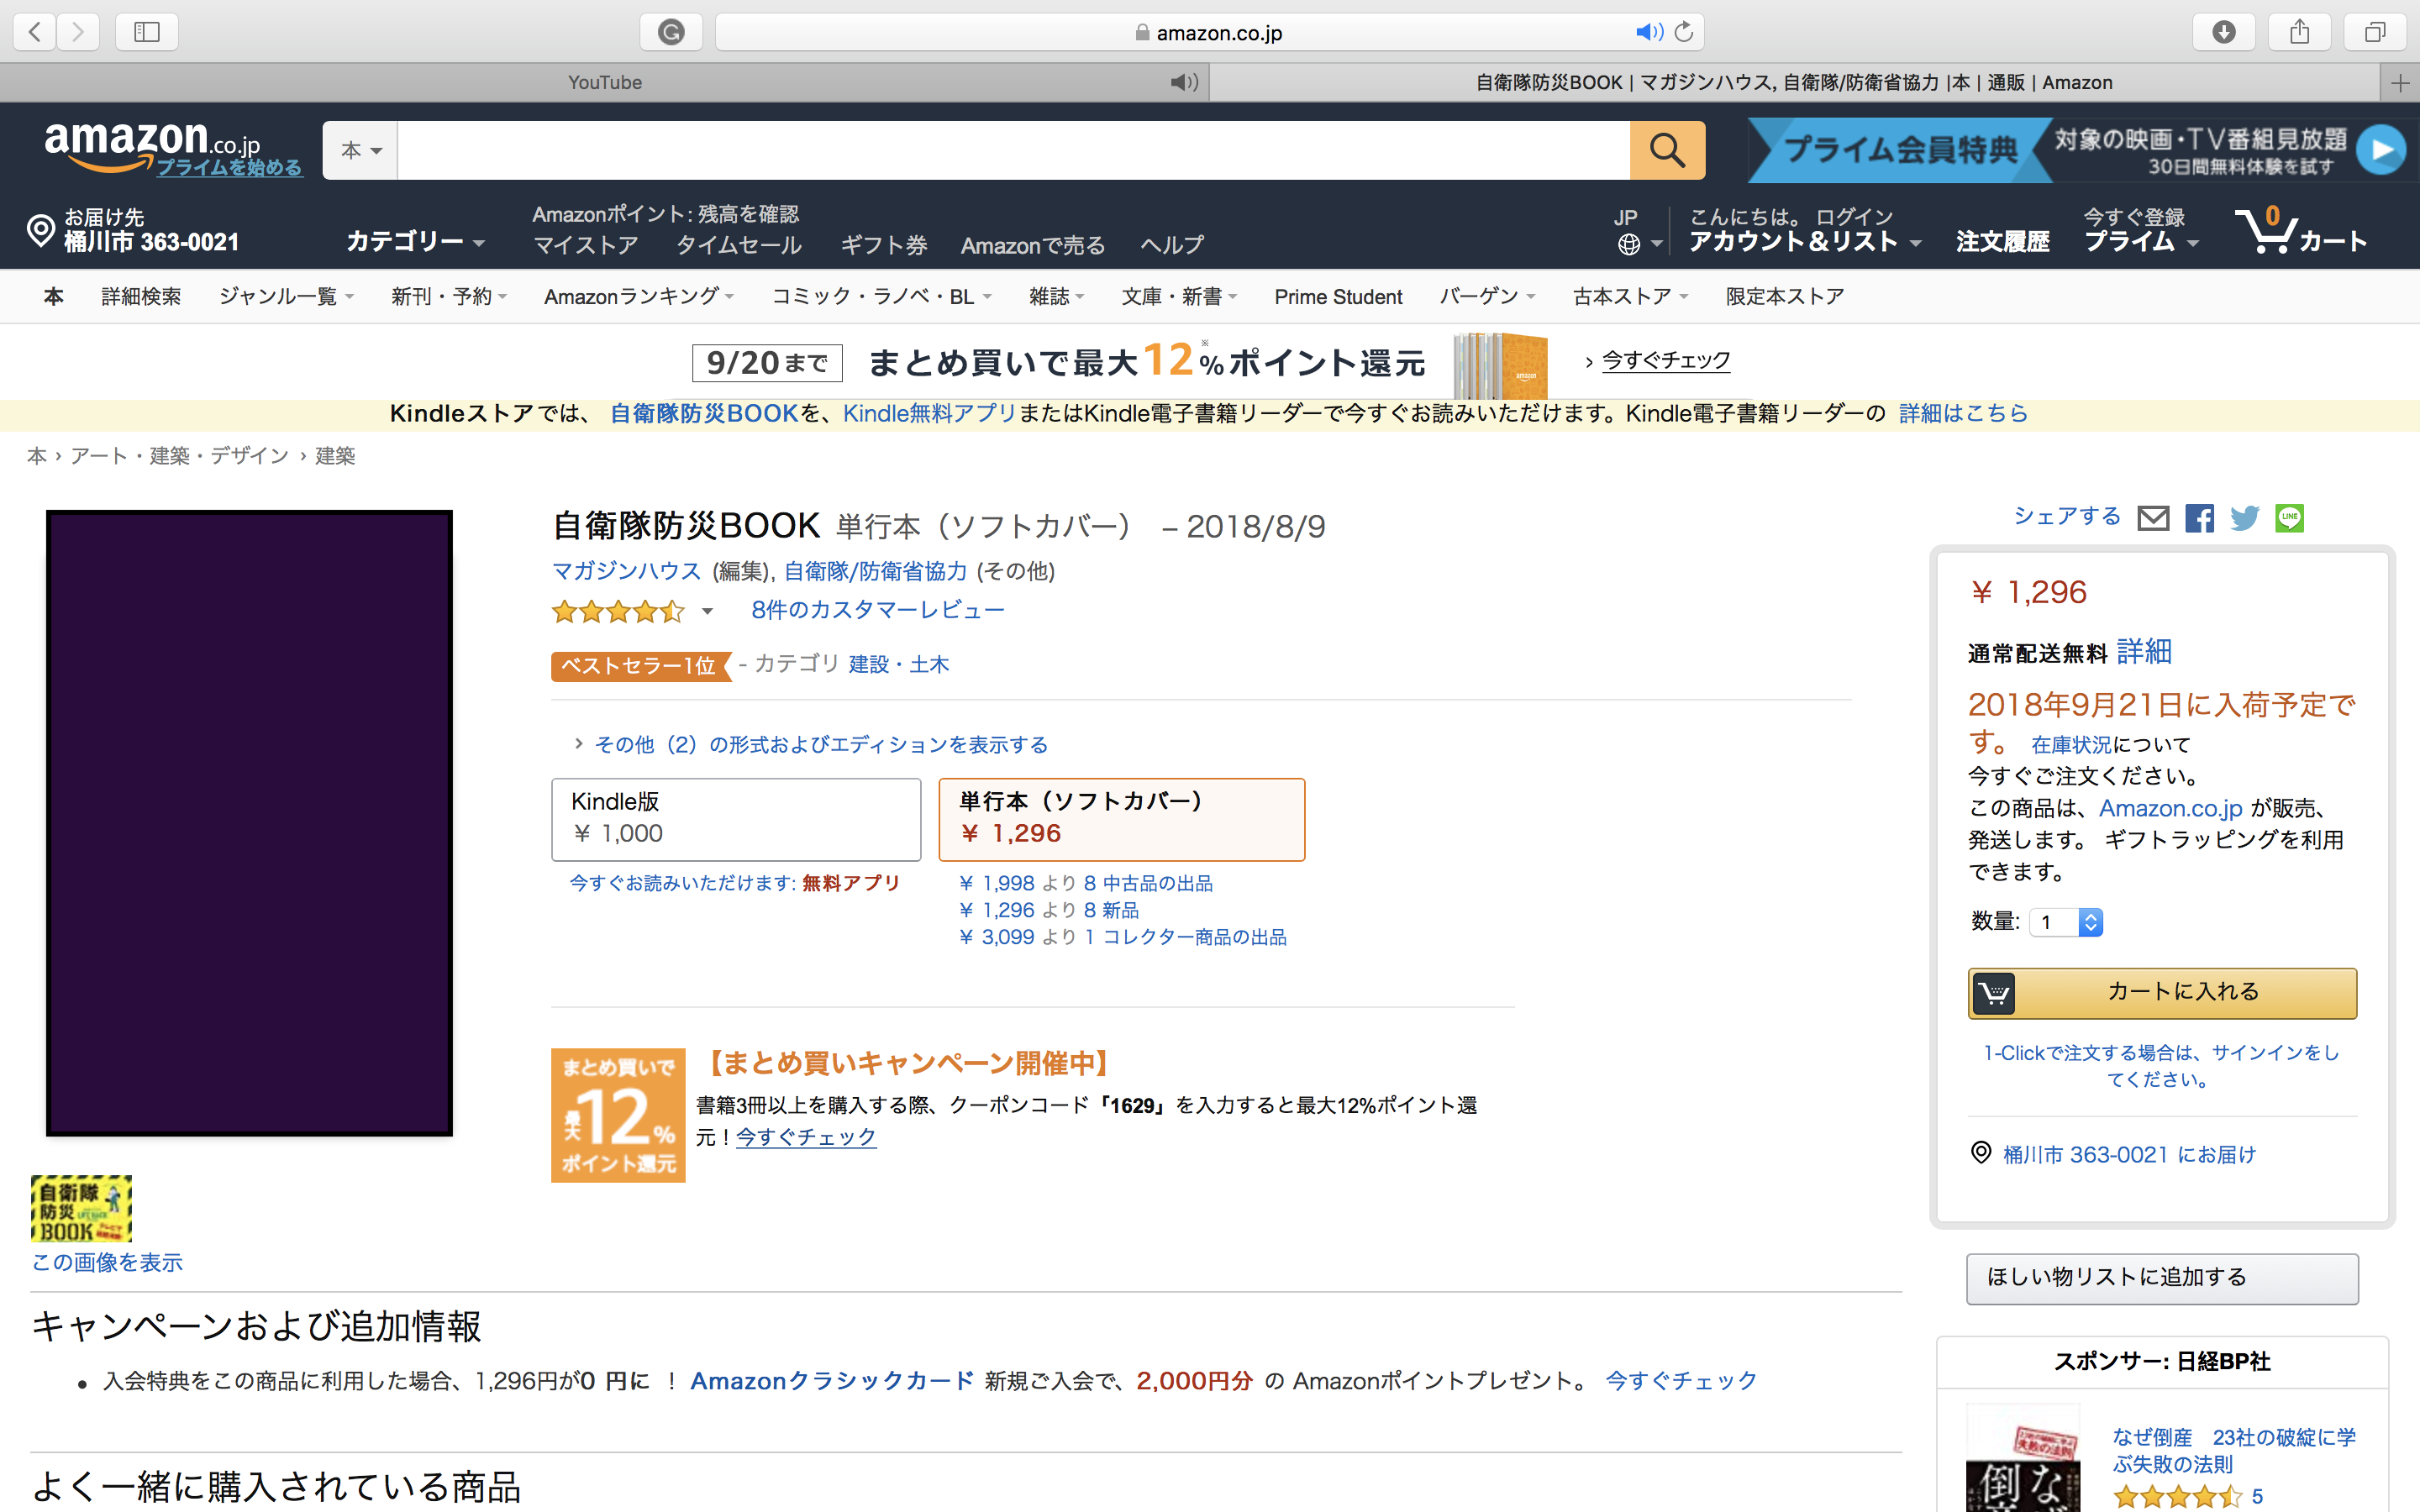 amazon.co.jp
YouTube
自衛隊防災BOOK | マガジンハウス, 自衛隊/防衛省協力 |本 | 通販 | Amazon
amazon.co.jp
プライムを始める
本
プライム会員特典
対象の映画・TV番組見放題
30日間無料体験を試す
お届け先
桶川市 363-0021
カテゴリー
Amazonポイント: 残高を確認
マイストア タイムセール ギフト券 Amazonで売る ヘルプ
JP
こんにちは。 ログイン
アカウント&リスト
注文履歴
今すぐ登録
プライム
0
カート
本 詳細検索 ジャンル一覧 新刊・予約 Amazonランキング コミック・ラノベ・BL 雑誌 文庫・新書 Prime Student バーゲン 古本ストア 限定本ストア
9/20まで まとめ買いで最大12%※ポイント還元 › 今すぐチェック
Kindleストアでは、 自衛隊防災BOOKを、Kindle無料アプリまたはKindle電子書籍リーダーで今すぐお読みいただけます。Kindle電子書籍リーダーの 詳細はこちら
本 › アート・建築・デザイン › 建築
自衛隊防災BOOK 単行本（ソフトカバー） – 2018/8/9
マガジンハウス (編集), 自衛隊/防衛省協力 (その他)
8件のカスタマーレビュー
ベストセラー1位 - カテゴリ 建設・土木
› その他（2）の形式およびエディションを表示する
Kindle版
￥ 1,000
今すぐお読みいただけます: 無料アプリ
単行本（ソフトカバー）
￥ 1,296
￥ 1,998 より 8 中古品の出品
￥ 1,296 より 8 新品
￥ 3,099 より 1 コレクター商品の出品
まとめ買いで
最大12%
ポイント還元
【まとめ買いキャンペーン開催中】
書籍3冊以上を購入する際、クーポンコード「1629」を入力すると最大12%ポイント還
元！今すぐチェック
自衛隊
防災
BOOK
この画像を表示
シェアする
LINE
￥ 1,296
通常配送無料 詳細
2018年9月21日に入荷予定で
す。 在庫状況について
今すぐご注文ください。
この商品は、Amazon.co.jp が販売、
発送します。 ギフトラッピングを利用
できます。
数量: 1
カートに入れる
1-Clickで注文する場合は、サインインをし
てください。
桶川市 363-0021 にお届け
ほしい物リストに追加する
キャンペーンおよび追加情報
入会特典をこの商品に利用した場合、1,296円が0 円に ！ Amazonクラシックカード 新規ご入会で、2,000円分 の Amazonポイントプレゼント。 今すぐチェック
よく一緒に購入されている商品
スポンサー: 日経BP社
失敗の法則
なぜ倒産 23社の破綻に学
ぶ失敗の法則
5